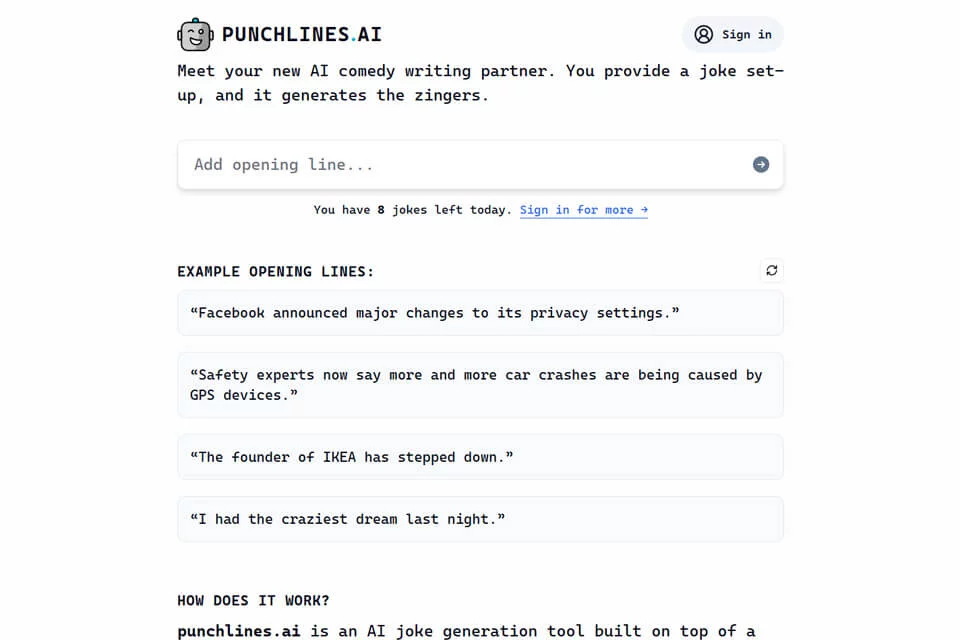 PUNCHLINES.AI
Sign in
Meet your new AI comedy writing partner. You provide a joke set-
up, and it generates the zingers.
Add opening line...
You have 8 jokes left today. Sign in for more →
EXAMPLE OPENING LINES:
“Facebook announced major changes to its privacy settings.”
“Safety experts now say more and more car crashes are being caused by
GPS devices.”
“The founder of IKEA has stepped down.”
“I had the craziest dream last night.”
HOW DOES IT WORK?
punchlines.ai is an AI joke generation tool built on top of a